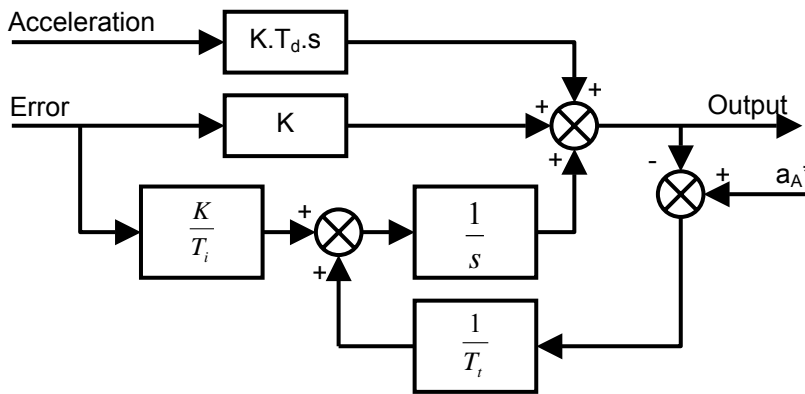 Acceleration
K.Td.s
+
Error
K
+
+
Output
-
+
aA*
K
Ti
+
+
1
s
1
Tt